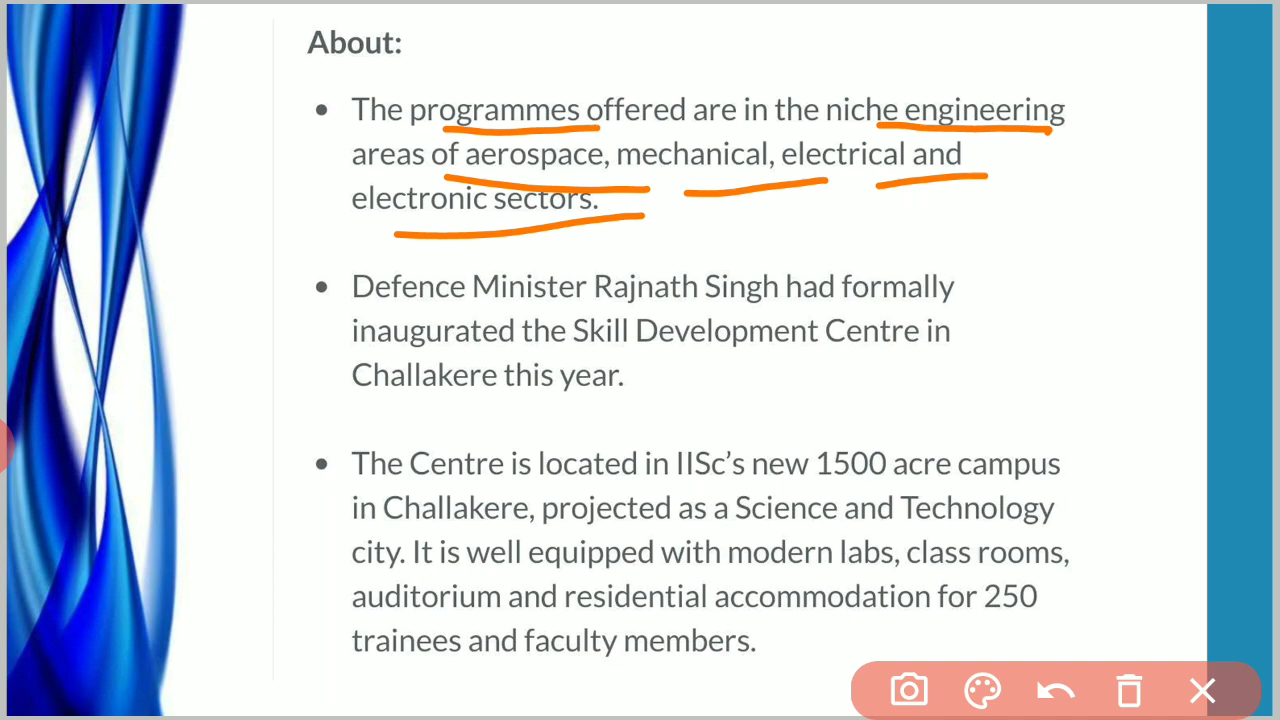 About:
• The programmes offered are in the niche engineering
areas of aerospace, mechanical, electrical and
electronic sectors.
• Defence Minister Rajnath Singh had formally
inaugurated the Skill Development Centre in
Challakere this year.
• The Centre is located in IISc’s new 1500 acre campus
in Challakere, projected as a Science and Technology
city. It is well equipped with modern labs, class rooms,
auditorium and residential accommodation for 250
trainees and faculty members.